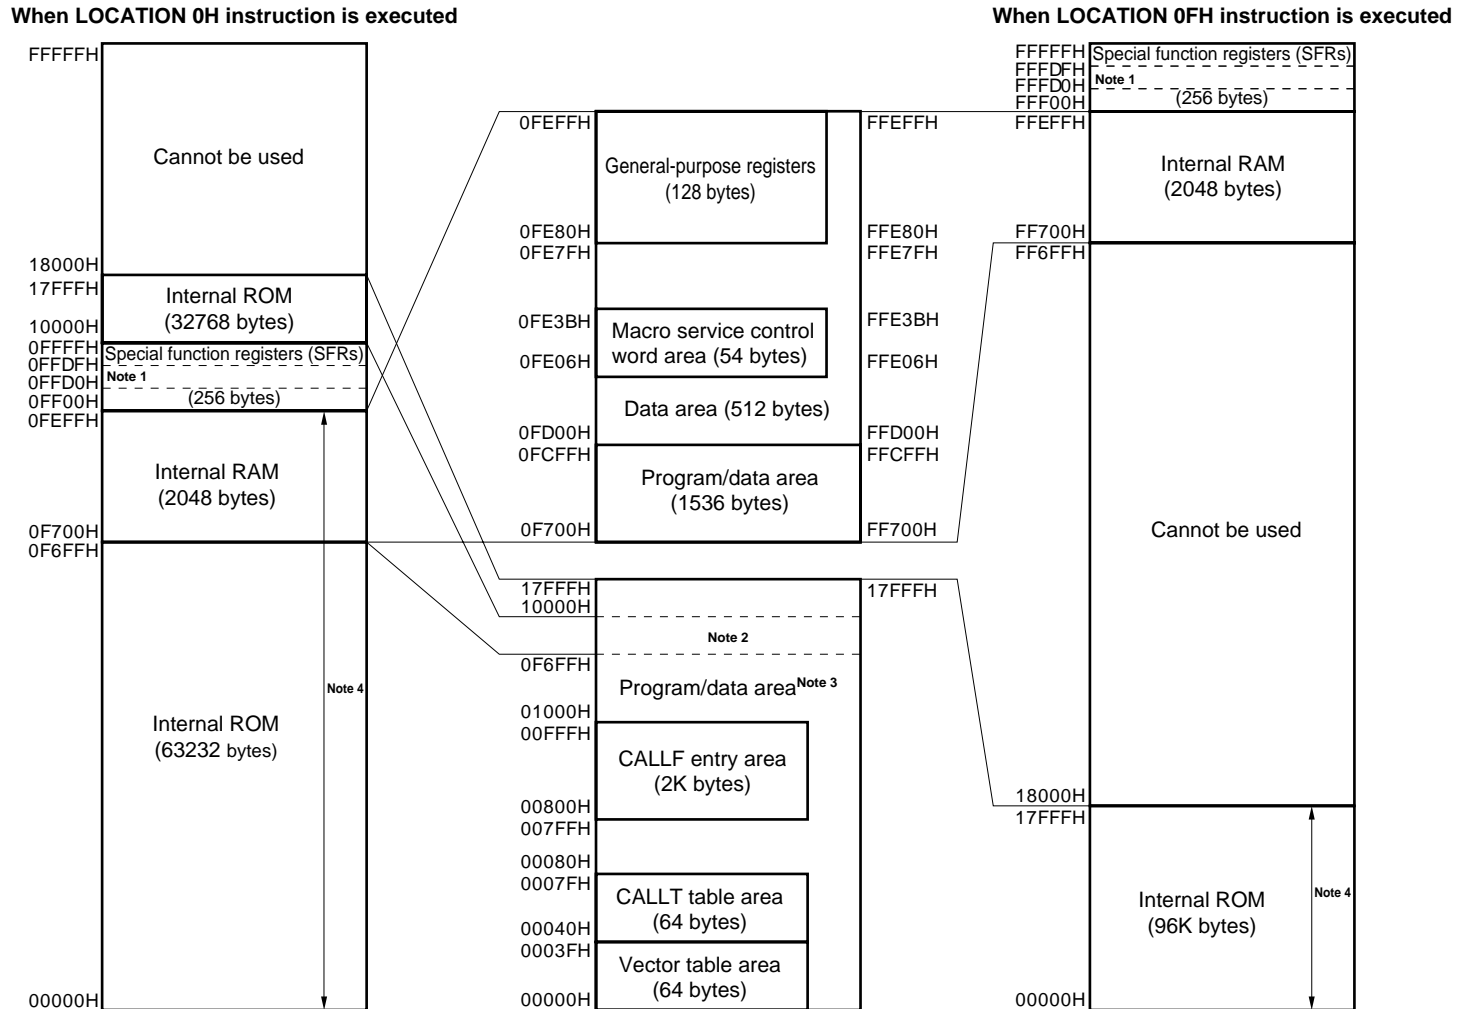 When LOCATION 0H instruction is executed
FFFFFH
Cannot be used
18000H
17FFFH
Internal ROM
(32768 bytes)
10000H
0FFFFH
Special function registers (SFRs)
0FFDFH
Note 1
0FFD0H
0FF00H
(256 bytes)
0FEFFH
Internal RAM
(2048 bytes)
0F700H
0F6FFH
Note 4
Internal ROM
(63232 bytes)
00000H
0FEFFH
FFEFFH
General-purpose registers
(128 bytes)
0FE80H
FFE80H
0FE7FH
FFE7FH
0FE3BH
FFE3BH
Macro service control
word area (54 bytes)
0FE06H
FFE06H
Data area (512 bytes)
0FD00H
FFD00H
0FCFFH
FFCFFH
Program/data area
(1536 bytes)
0F700H
FF700H
17FFFH
17FFFH
10000H
Note 2
0F6FFH
Program/data area Note 3
01000H
00FFFH
CALLF entry area
(2K bytes)
00800H
007FFH
00080H
0007FH
CALLT table area
(64 bytes)
00040H
0003FH
Vector table area
(64 bytes)
00000H
When LOCATION 0FH instruction is executed
FFFFFH
Special function registers (SFRs)
FFFDFH
Note 1
FFFD0H
FFF00H
(256 bytes)
FFEFFH
Internal RAM
(2048 bytes)
FF700H
FF6FFH
Cannot be used
18000H
17FFFH
Note 4
Internal ROM
(96K bytes)
00000H